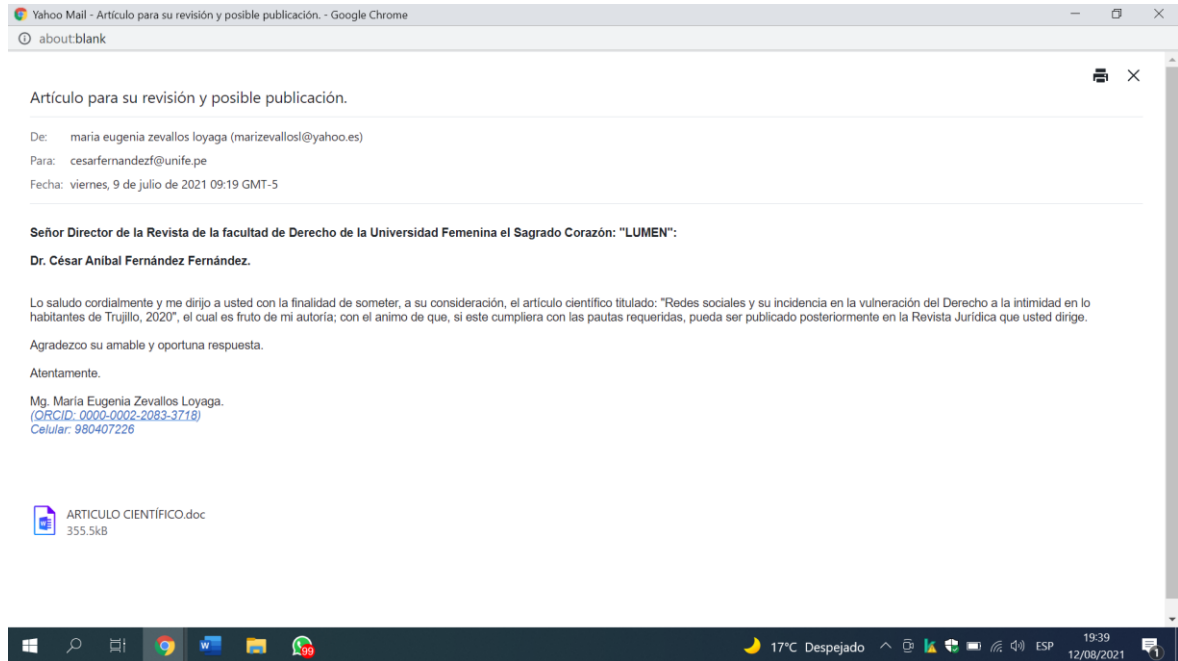 Yahoo Mail - Artículo para su revisión y posible publicación. - Google Chrome
about:blank
Artículo para su revisión y posible publicación.
De: maria eugenia zevallos loyaga (marizevallosl@yahoo.es)
Para: cesarfernandezf@unife.pe
Fecha: viernes, 9 de julio de 2021 09:19 GMT-5
Señor Director de la Revista de la facultad de Derecho de la Universidad Femenina el Sagrado Corazón: "LUMEN":
Dr. César Aníbal Fernández Fernández.
Lo saludo cordialmente y me dirijo a usted con la finalidad de someter, a su consideración, el artículo científico titulado: "Redes sociales y su incidencia en la vulneración del Derecho a la intimidad en lo
habitantes de Trujillo, 2020", el cual es fruto de mi autoría; con el animo de que, si este cumpliera con las pautas requeridas, pueda ser publicado posteriormente en la Revista Jurídica que usted dirige.
Agradezco su amable y oportuna respuesta.
Atentamente.
Mg. María Eugenia Zevallos Loyaga.
(ORCID: 0000-0002-2083-3718)
Celular: 980407226
ARTICULO CIENTÍFICO.doc
355.5kB
99
17°C Despejado
ESP
19:39
12/08/2021
1